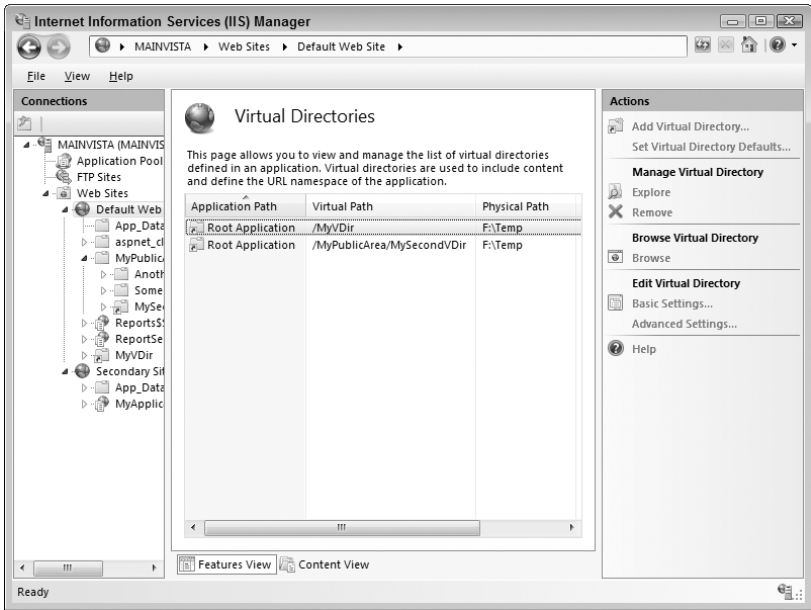 Internet Information Services (IIS) Manager
MAINVISTA Web Sites Default Web Site
File View Help
Connections
MAINVISTA (MAINVIS
Application Pool
FTP Sites
Web Sites
Default Web
App_Data
aspnet_cl
MyPublic
Anoth
Some
MySe
Reports$
ReportSe
MyVDir
Secondary Sit
App_Data
MyApplic
Virtual Directories
This page allows you to view and manage the list of virtual directories
defined in an application. Virtual directories are used to include content
and define the URL namespace of the application.
Application Path Virtual Path Physical Path
Root Application /MyVDir F:\Temp
Root Application /MyPublicArea/MySecondVDir F:\Temp
Features View Content View
Actions
Add Virtual Directory...
Set Virtual Directory Defaults...
Manage Virtual Directory
Explore
Remove
Browse Virtual Directory
Browse
Edit Virtual Directory
Basic Settings...
Advanced Settings...
Help
Ready